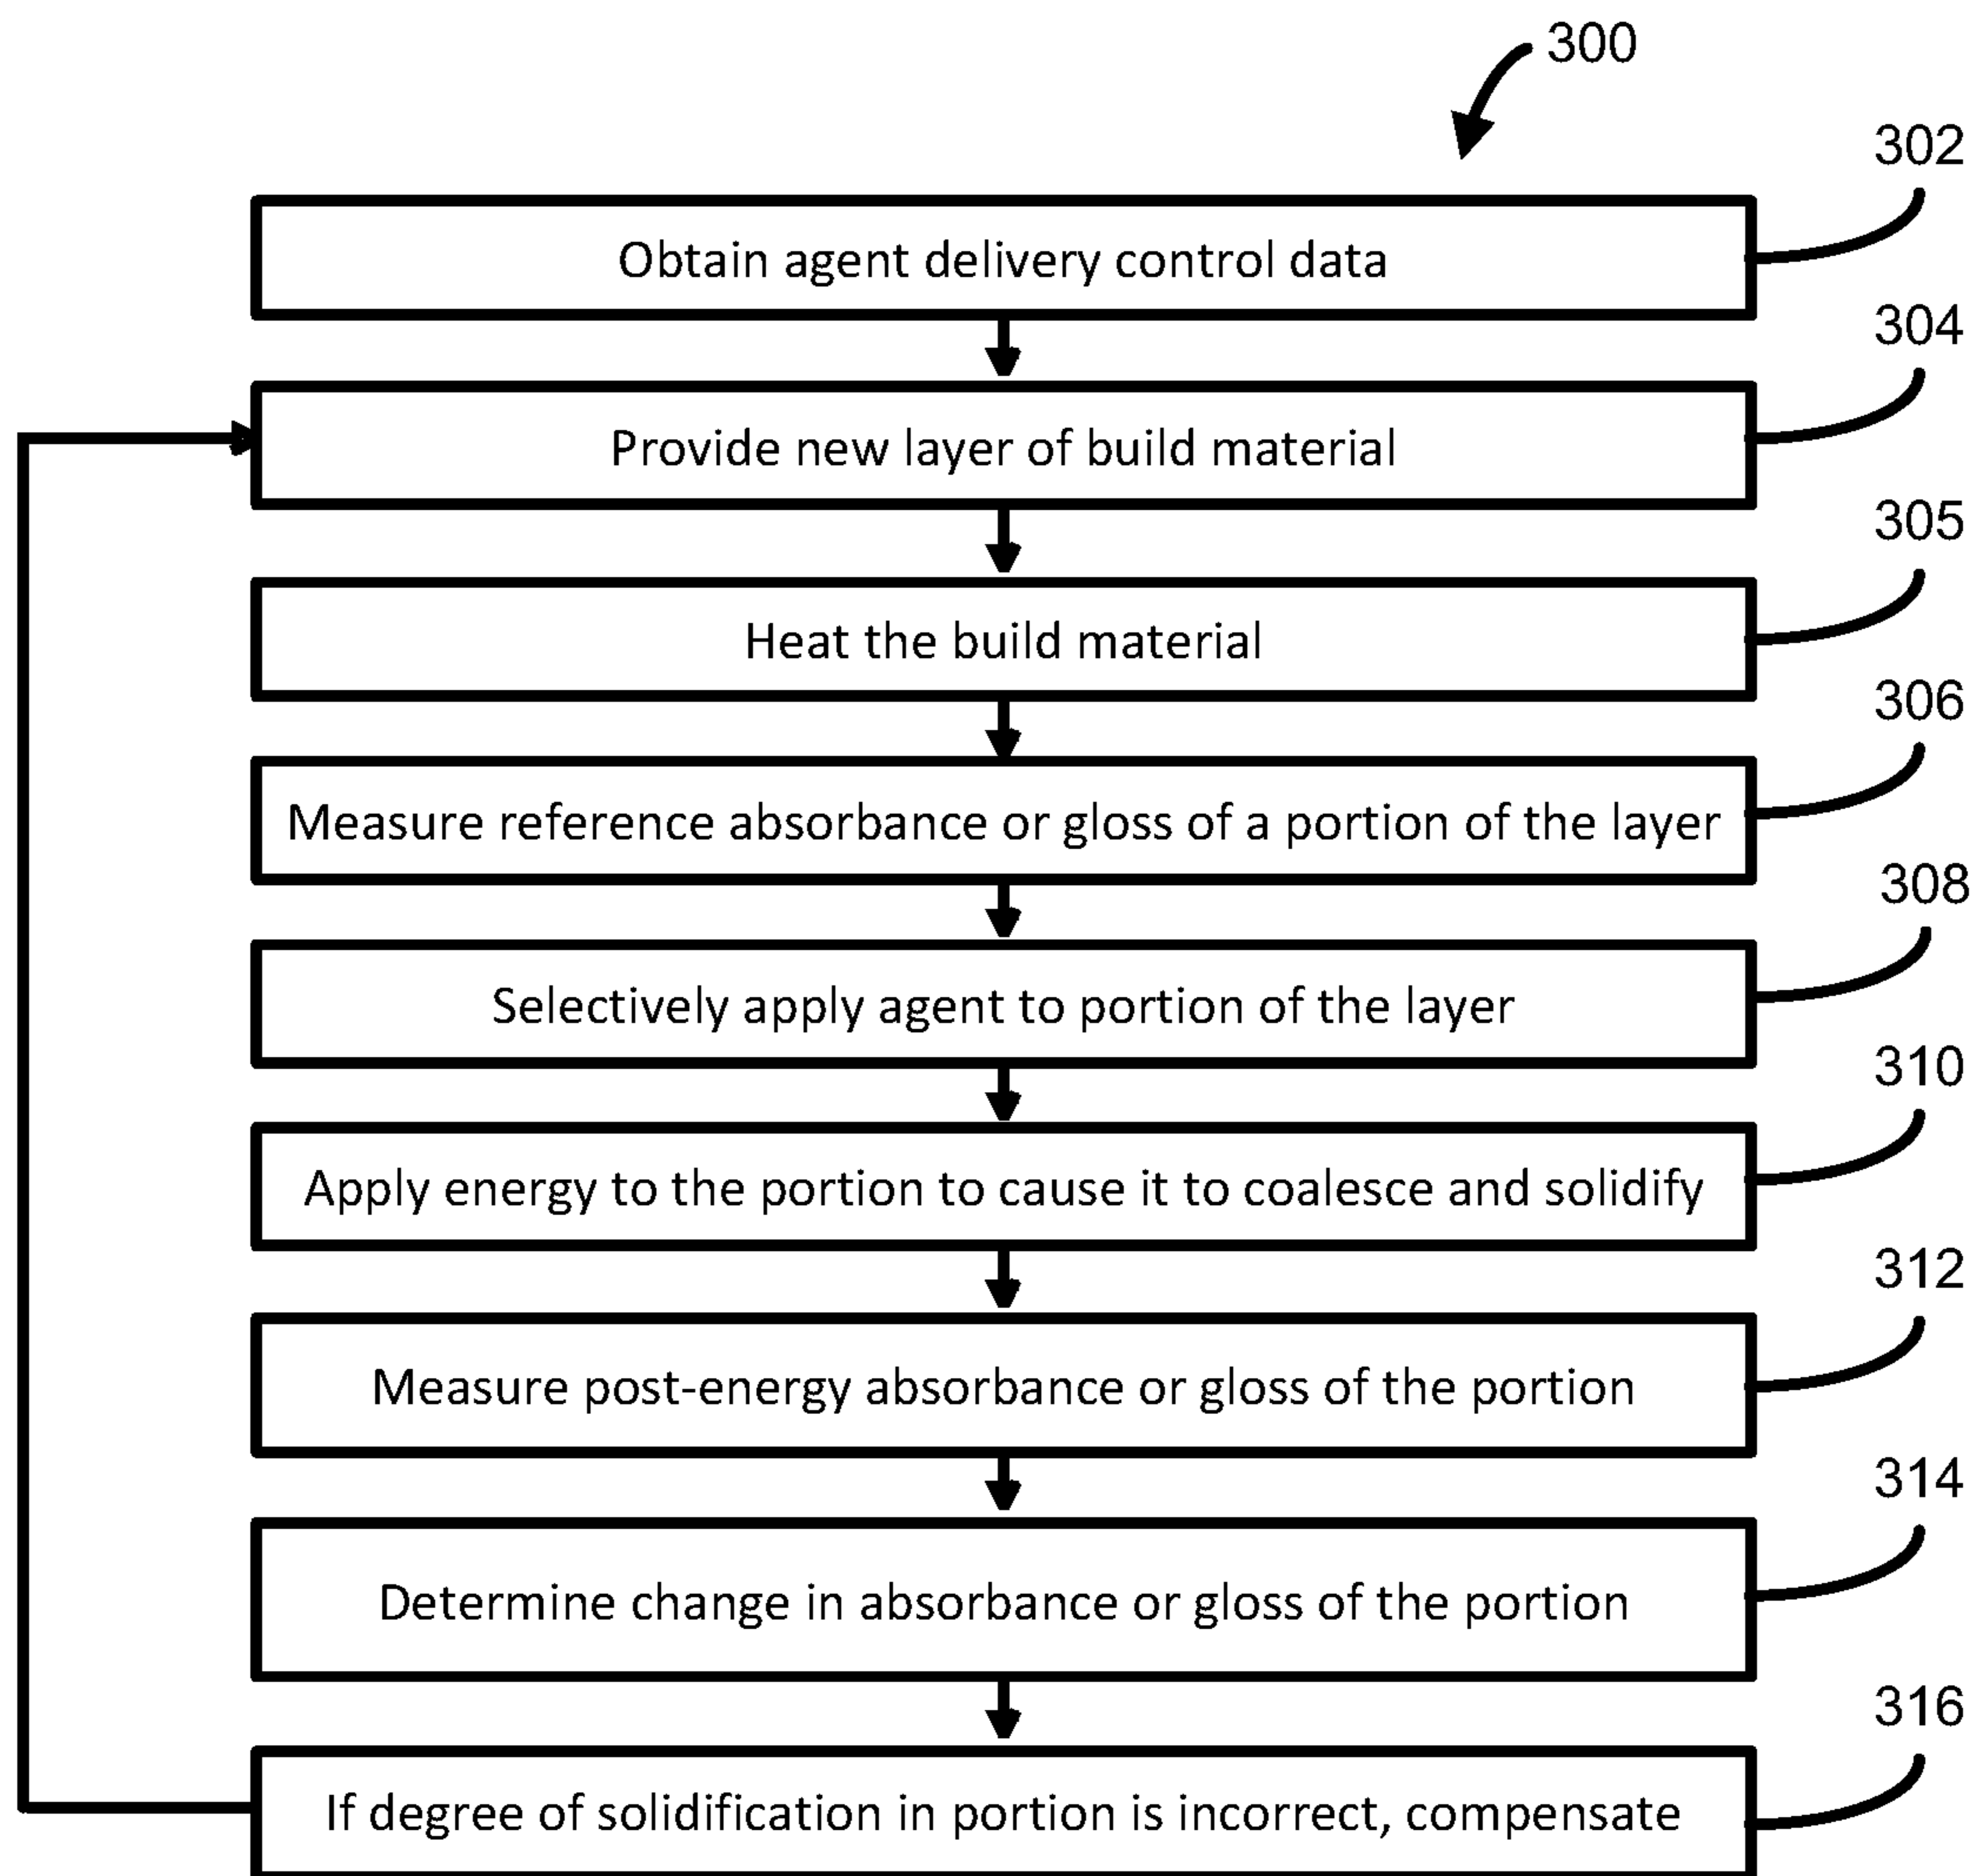 300
302
Obtain agent delivery control data
304
Provide new layer of build material
305
Heat the build material
306
Measure reference absorbance or gloss of a portion of the layer
308
Selectively apply agent to portion of the layer
310
Apply energy to the portion to cause it to coalesce and solidify
312
Measure post-energy absorbance or gloss of the portion
314
Determine change in absorbance or gloss of the portion
316
If degree of solidification in portion is incorrect, compensate